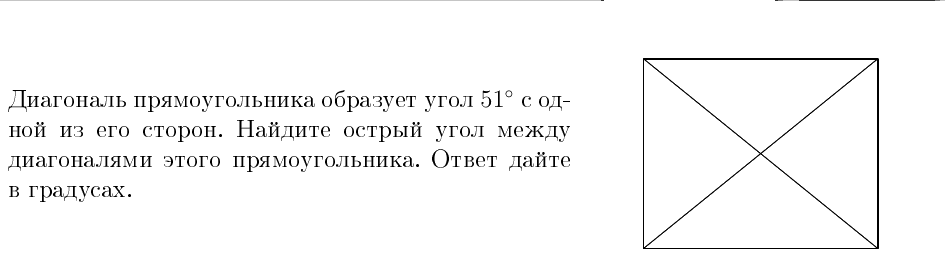 Диагональ прямоугольника образует угол 51° с од-
ной из его сторон. Найдите острый угол между
диагоналями этого прямоугольника. Ответ дайте
в градусах.